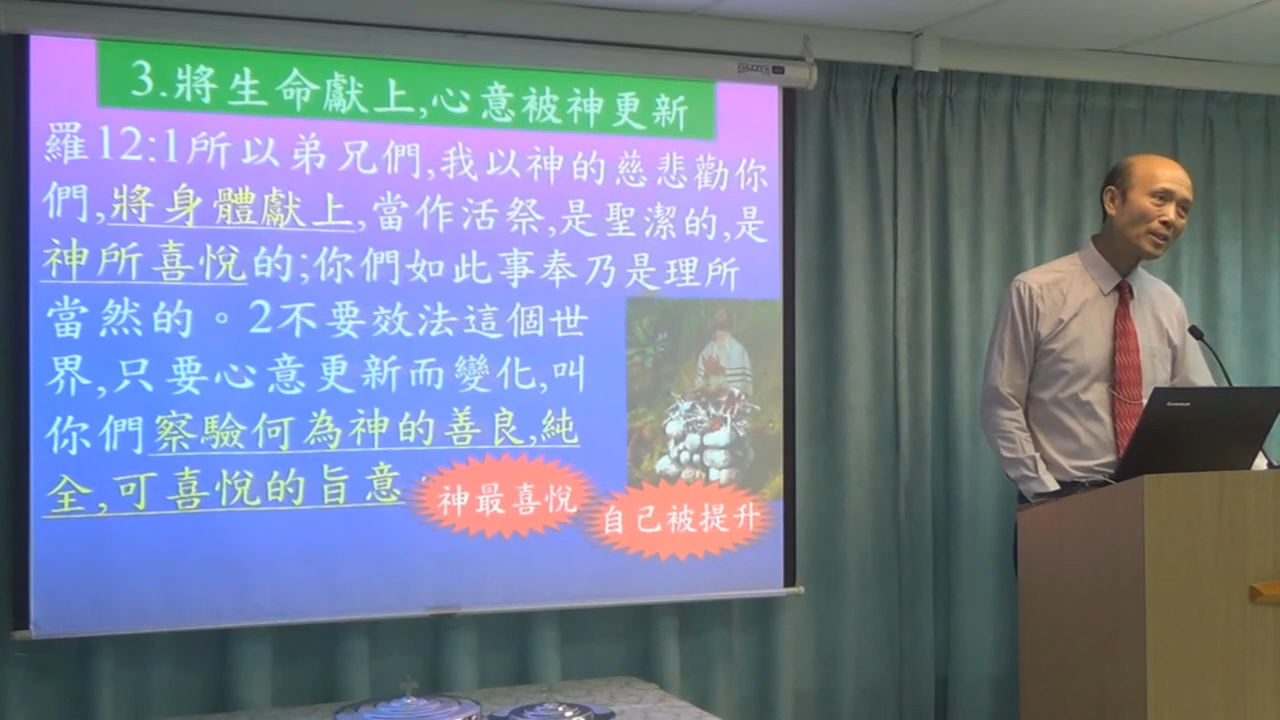 3.將生命獻上,心意被神更新
羅12:1所以弟兄們,我以神的慈悲勸你
們,將身體獻上,當作活祭,是聖潔的,是
神所喜悅的;你們如此事奉乃是理所
當然的。2不要效法這個世
界,只要心意更新而變化,叫
你們察驗何為神的善良,純
全,可喜悅的旨意
神最喜悅
自己被提升
Lenovo